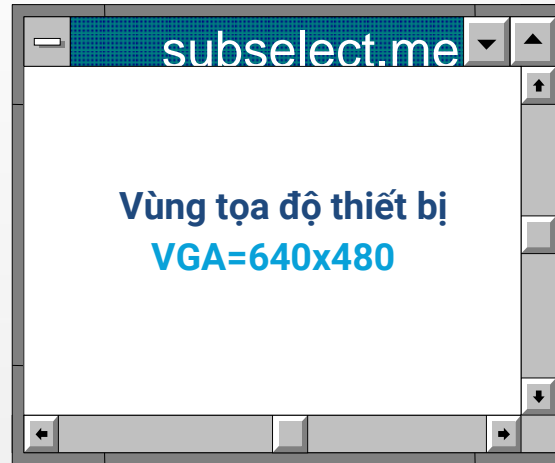 subselect.me
Vùng tọa độ thiết bị
VGA=640x480